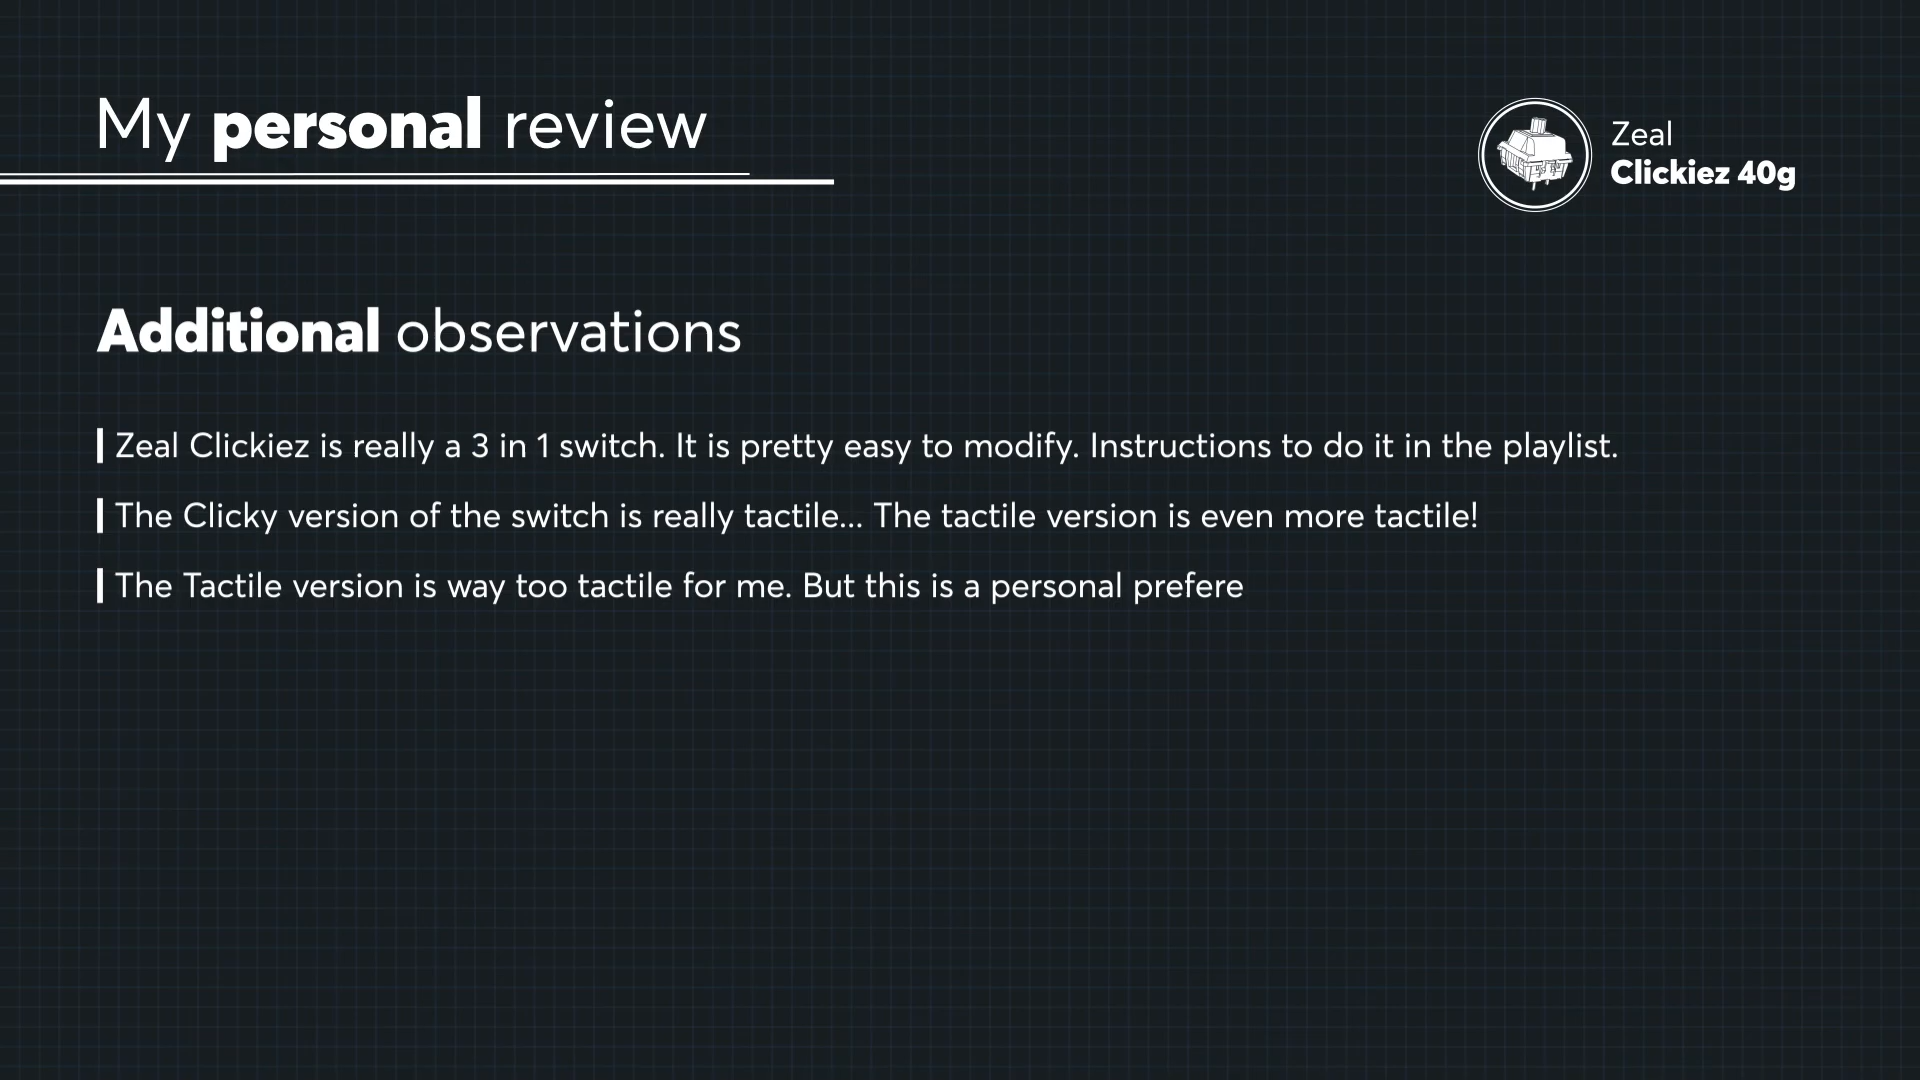 My personal review
Zeal
Clickiez 40g
Additional observations
Zeal Clickiez is really a 3 in 1 switch. It is pretty easy to modify. Instructions to do it in the playlist.
The Clicky version of the switch is really tactile... The tactile version is even more tactile!
The Tactile version is way too tactile for me. But this is a personal prefere